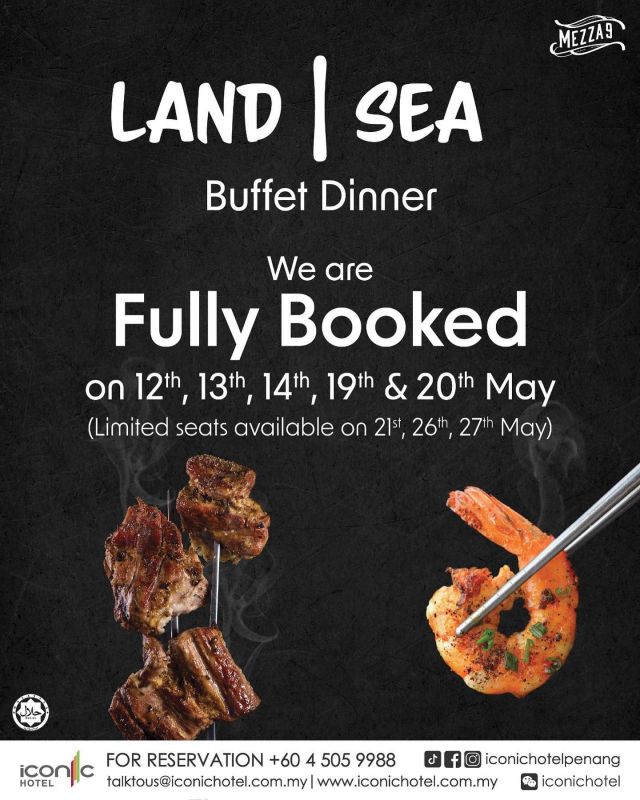 MEZZA9
LAND | SEA
Buffet Dinner
We are
Fully Booked
on 12th, 13th, 14th, 19th & 20th May
(Limited seats available on 21st, 26th, 27th May)
حلال
iconic
HOTEL
FOR RESERVATION +60 4 505 9988
iconichotelpenang
talktous@iconichotel.com.my | www.iconichotel.com.my
iconichotel